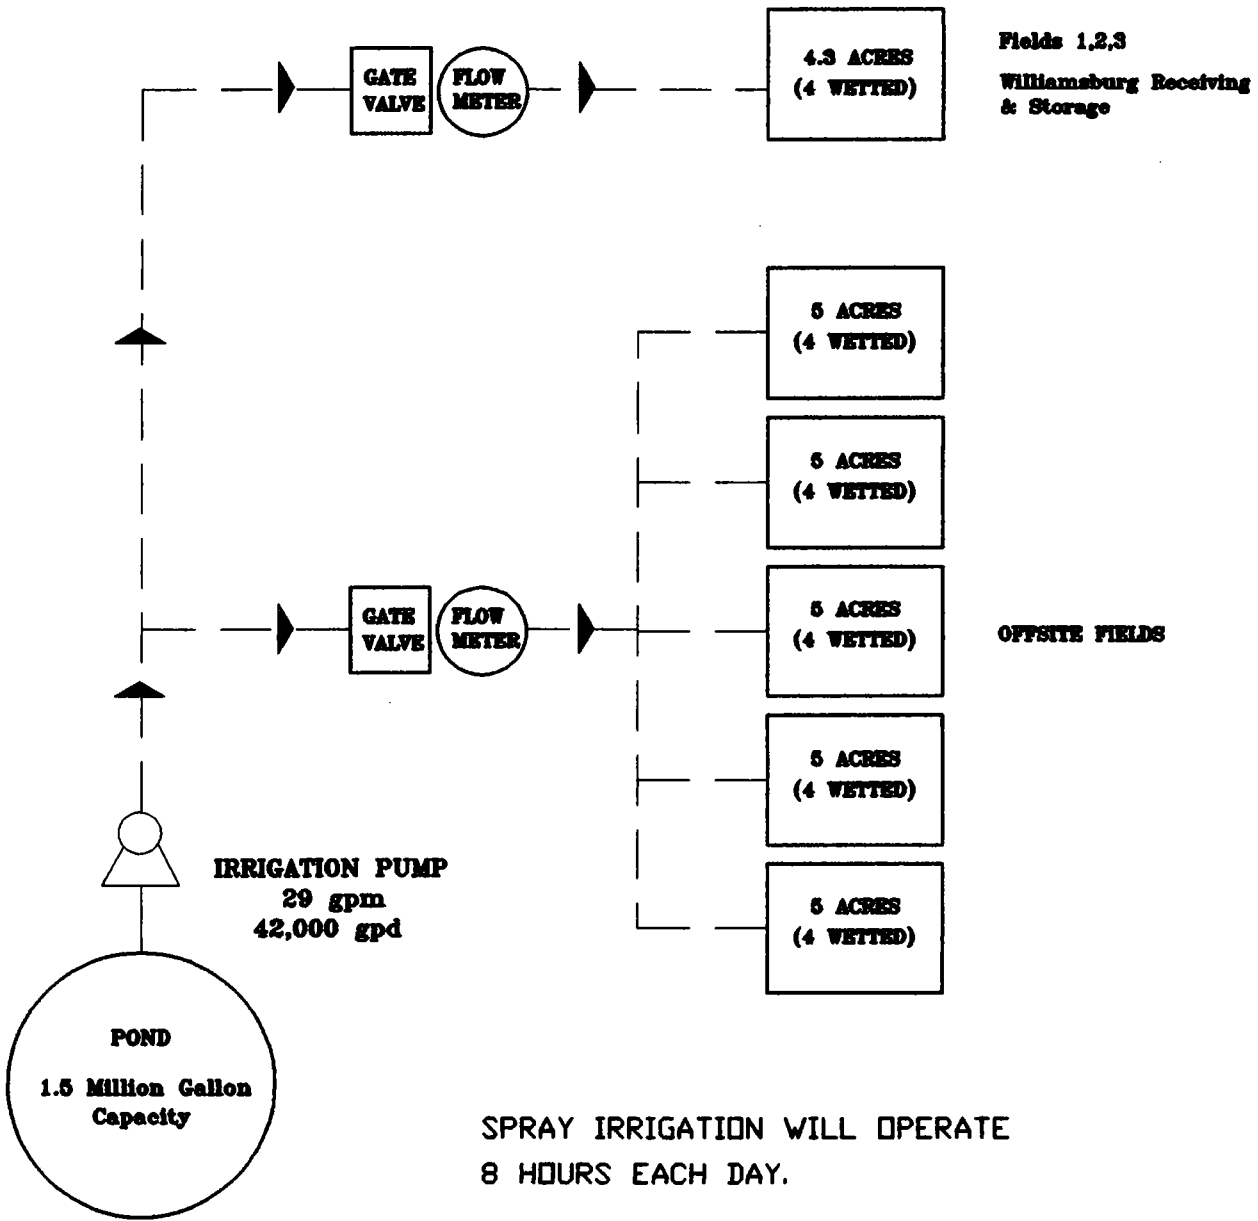 GATE
VALVE
FLOW
METER
4.3 ACRES
(4 WETTED)
Fields 1,2,3
Williamsburg Receiving
& Storage
5 ACRES
(4 WETTED)
5 ACRES
(4 WETTED)
GATE
VALVE
FLOW
METER
5 ACRES
(4 WETTED)
OFFSITE FIELDS
5 ACRES
(4 WETTED)
5 ACRES
(4 WETTED)
IRRIGATION PUMP
29 gpm
42,000 gpd
POND
1.5 Million Gallon
Capacity
SPRAY IRRIGATION WILL OPERATE
8 HOURS EACH DAY.